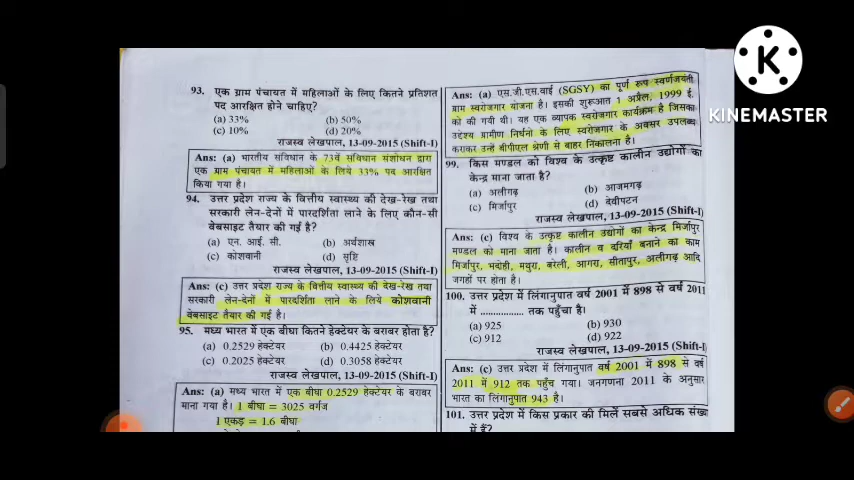 93. एक ग्राम पंचायत में महिलाओं के लिए कितने प्रतिशत
पद आरक्षित होने चाहिए?
(a) 33% (b) 50%
(c) 10% (d) 20%
राजस्व लेखपाल, 13-09-2015 (Shift-I)
Ans: (a) भारतीय संविधान के 73वें संविधान संशोधन द्वारा
एक ग्राम पंचायत में महिलाओं के लिये 33% पद आरक्षित
किया गया है।
94. उत्तर प्रदेश राज्य के वित्तीय स्वास्थ्य की देख-रेख तथा
सरकारी लेन-देनों में पारदर्शिता लाने के लिए कौन-सी
वेबसाइट तैयार की गई है?
(a) एन. आई. सी. (b) अर्थशास्त्र
(c) कोशवानी (d) सृष्टि
राजस्व लेखपाल, 13-09-2015 (Shift-I)
Ans: (c) उत्तर प्रदेश राज्य के वित्तीय स्वास्थ्य की देख-रेख तथा
सरकारी लेन-देनों में पारदर्शिता लाने के लिये कोशवानी
वेबसाइट तैयार की गई है।
95. मध्य भारत में एक बीघा कितने हेक्टेयर के बराबर होता है?
(a) 0.2529 हेक्टेयर (b) 0.4425 हेक्टेयर
(c) 0.2025 हेक्टेयर (d) 0.3058 हेक्टेयर
राजस्व लेखपाल, 13-09-2015 (Shift-I)
Ans: (a) मध्य भारत में एक बीघा 0.2529 हेक्टेयर के बराबर
माना गया है। 1 बीघा = 3025 वर्गज
1 एकड़ = 1.6 बीघा
Ans: (a) एस.जी.एस.वाई (SGSY) का पूर्ण रूप स्वर्णजयंती
ग्राम स्वरोजगार योजना है। इसकी शुरूआत 1 अप्रैल, 1999 ई.
को की गयी थी। यह एक व्यापक स्वरोजगार कार्यक्रम है जिसका
उद्देश्य ग्रामीण निर्धनों के लिए स्वरोजगार के अवसर उपलब्ध
कराकर उन्हें बीपीएल श्रेणी से बाहर निकालना है।
99. किस मण्डल को विश्व के उत्कृष्ट कालीन उद्योगों का
केन्द्र माना जाता है?
(a) अलीगढ़ (b) आजमगढ़
(c) मिर्जापुर (d) देवीपटन
राजस्व लेखपाल, 13-09-2015 (Shift-I)
Ans: (c) विश्व के उत्कृष्ट कालीन उद्योगों का केन्द्र मिर्जापुर
मण्डल को माना जाता है। कालीन व दरियाँ बनाने का काम
मिर्जापुर, भदोही, मथुरा, बरेली, आगरा, सीतापुर, अलीगढ़ आदि
जगहों पर होता है।
100. उत्तर प्रदेश में लिंगानुपात वर्ष 2001 में 898 से वर्ष 2011
में ................. तक पहुँचा है।
(a) 925 (b) 930
(c) 912 (d) 922
राजस्व लेखपाल, 13-09-2015 (Shift-I)
Ans: (c) उत्तर प्रदेश में लिंगानुपात वर्ष 2001 में 898 से वर्ष
2011 में 912 तक पहुँच गया। जनगणना 2011 के अनुसार
भारत का लिंगानुपात 943 है।
101. उत्तर प्रदेश में किस प्रकार की मिलें सबसे अधिक संख्या
में हैं?
K
KINEMASTER